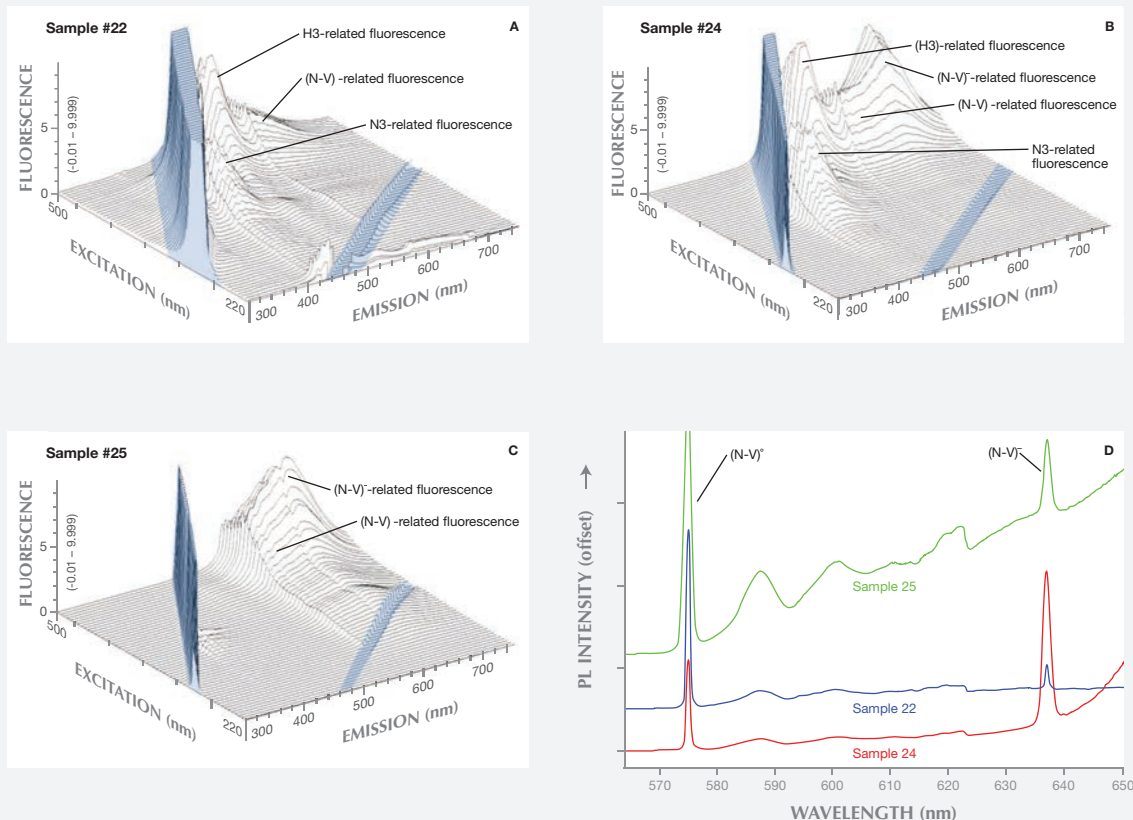 Sample #22
A
FLUORESCENCE
(-0.01 – 9.999)
5
0
500
EXCITATION (nm)
220
300
400
500
600
700
EMISSION (nm)
H3-related fluorescence
(N-V) -related fluorescence
N3-related fluorescence
Sample #24
B
FLUORESCENCE
(-0.01 – 9.999)
5
0
500
EXCITATION (nm)
220
300
400
500
600
700
EMISSION (nm)
(H3)-related fluorescence
(N-V)⁻-related fluorescence
(N-V) -related fluorescence
N3-related
fluorescence
Sample #25
C
FLUORESCENCE
(-0.01 – 9.999)
5
0
500
EXCITATION (nm)
220
300
400
500
600
700
EMISSION (nm)
(N-V)⁻-related fluorescence
(N-V) -related fluorescence
D
PL INTENSITY (offset)
(N-V)°
(N-V)⁻
Sample 25
Sample 22
Sample 24
570 580 590 600 610 620 630 640 650
WAVELENGTH (nm)